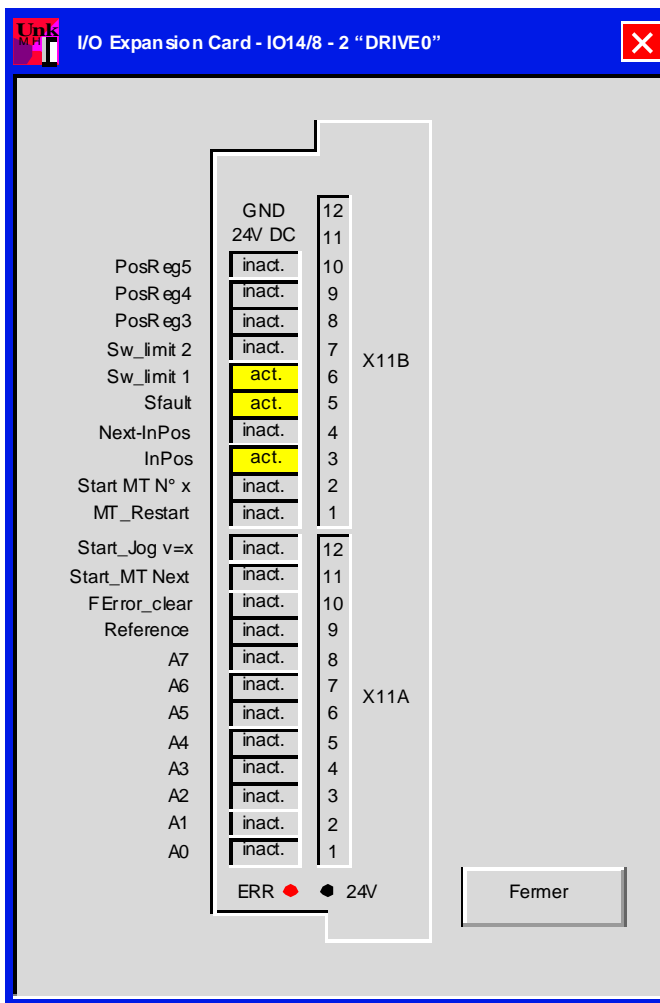 Unk
MH
I/O Expansion Card - IO14/8 - 2 “DRIVE0”
GND 12
24V DC 11
PosReg5 inact. 10
PosReg4 inact. 9
PosReg3 inact. 8
Sw_limit 2 inact. 7
X11B
Sw_limit 1 act. 6
Sfault act. 5
Next-InPos inact. 4
InPos act. 3
Start MT N° x inact. 2
MT_Restart inact. 1
Start_Jog v=x inact. 12
Start_MT Next inact. 11
FError_clear inact. 10
Reference inact. 9
A7 inact. 8
A6 inact. 7
X11A
A5 inact. 6
A4 inact. 5
A3 inact. 4
A2 inact. 3
A1 inact. 2
A0 inact. 1
ERR 24V
Fermer